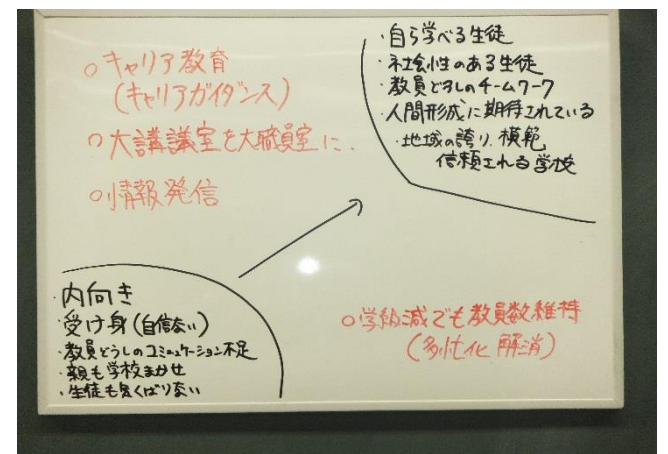 ○キャリア教育
(キャリアガイダンス)
○大講議室を大職員室に.
○情報発信
・自ら学べる生徒
・社会性のある生徒
・教員どうしのチームワーク
・人間形成に期待されている
・地域の誇り.模範
信頼される学校
内向き
・受け身(自信ない)
・教員どうしのコミュニケーション不足
・親も学校まかせ
・生徒も気くばりない
○学級減でも教員数維持
(多忙化 解消)